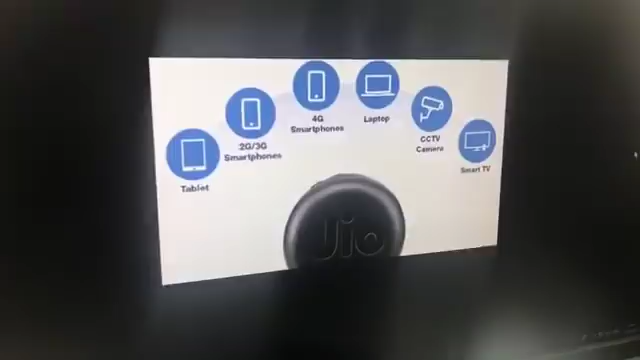 4G
Smartphones
Laptop
2G/3G
Smartphones
CCTV
Camera
Tablet
Smart TV
Jio